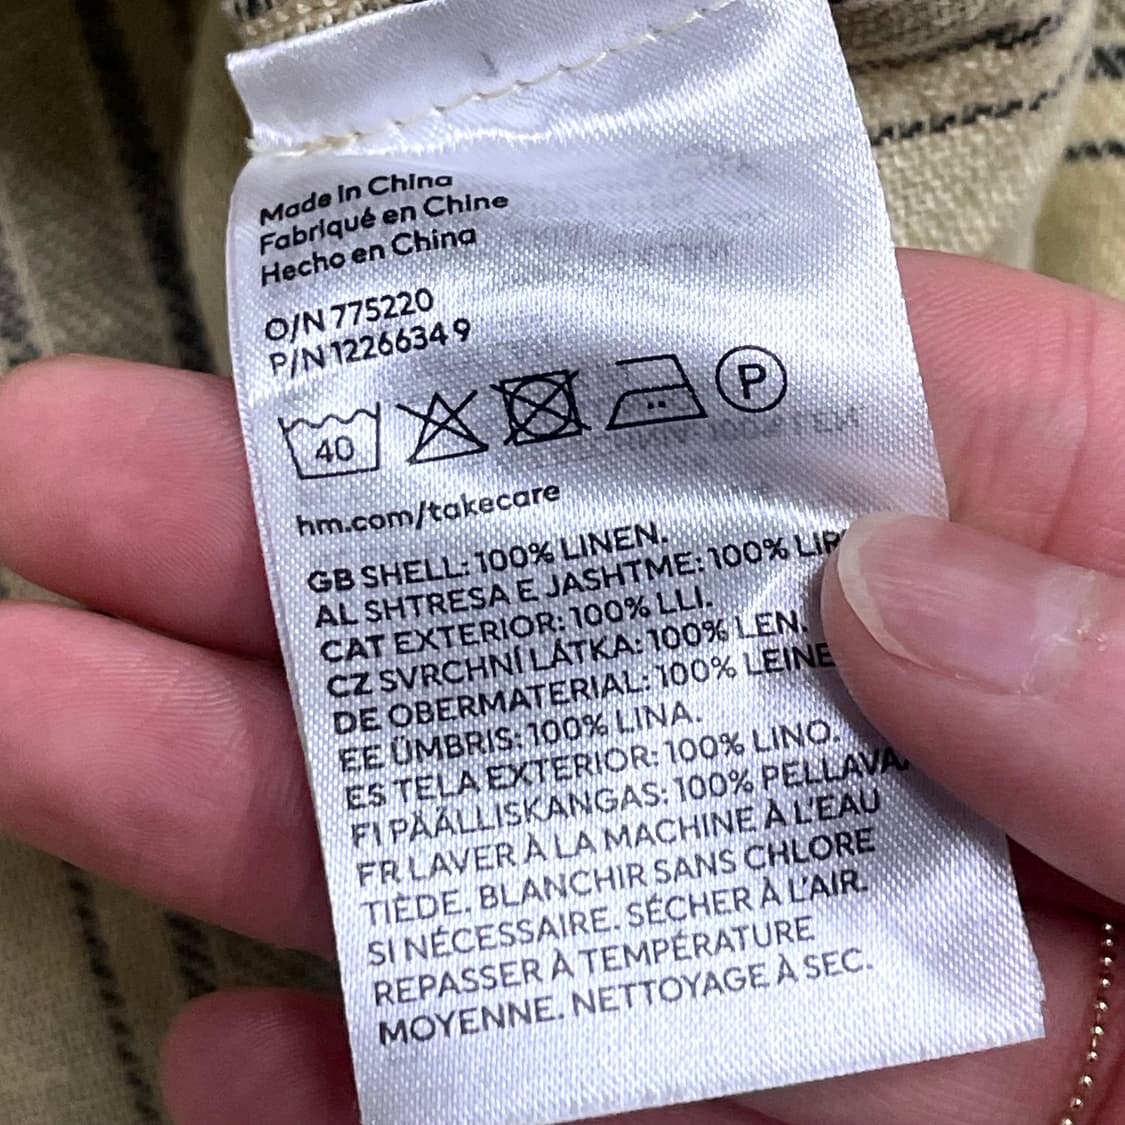 Made in China
Fabriqué en Chine
Hecho en China
O/N 775220
P/N 12266349
40
P
hm.com/takecare
GB SHELL: 100% LINEN.
AL SHTRESA E JASHTME: 100% LIR
CAT EXTERIOR: 100% LLI.
CZ SVRCHNÍ LÁTKA: 100% LEN.
DE OBERMATERIAL: 100% LEINE
EE ÜMBRIS: 100% LINA.
ES TELA EXTERIOR: 100% LINO.
FI PÄÄLLISKANGAS: 100% PELLAVA.
FR LAVER À LA MACHINE À L'EAU
TIÈDE. BLANCHIR SANS CHLORE
SI NÉCESSAIRE. SÉCHER À L'AIR.
REPASSER À TEMPÉRATURE
MOYENNE. NETTOYAGE À SEC.